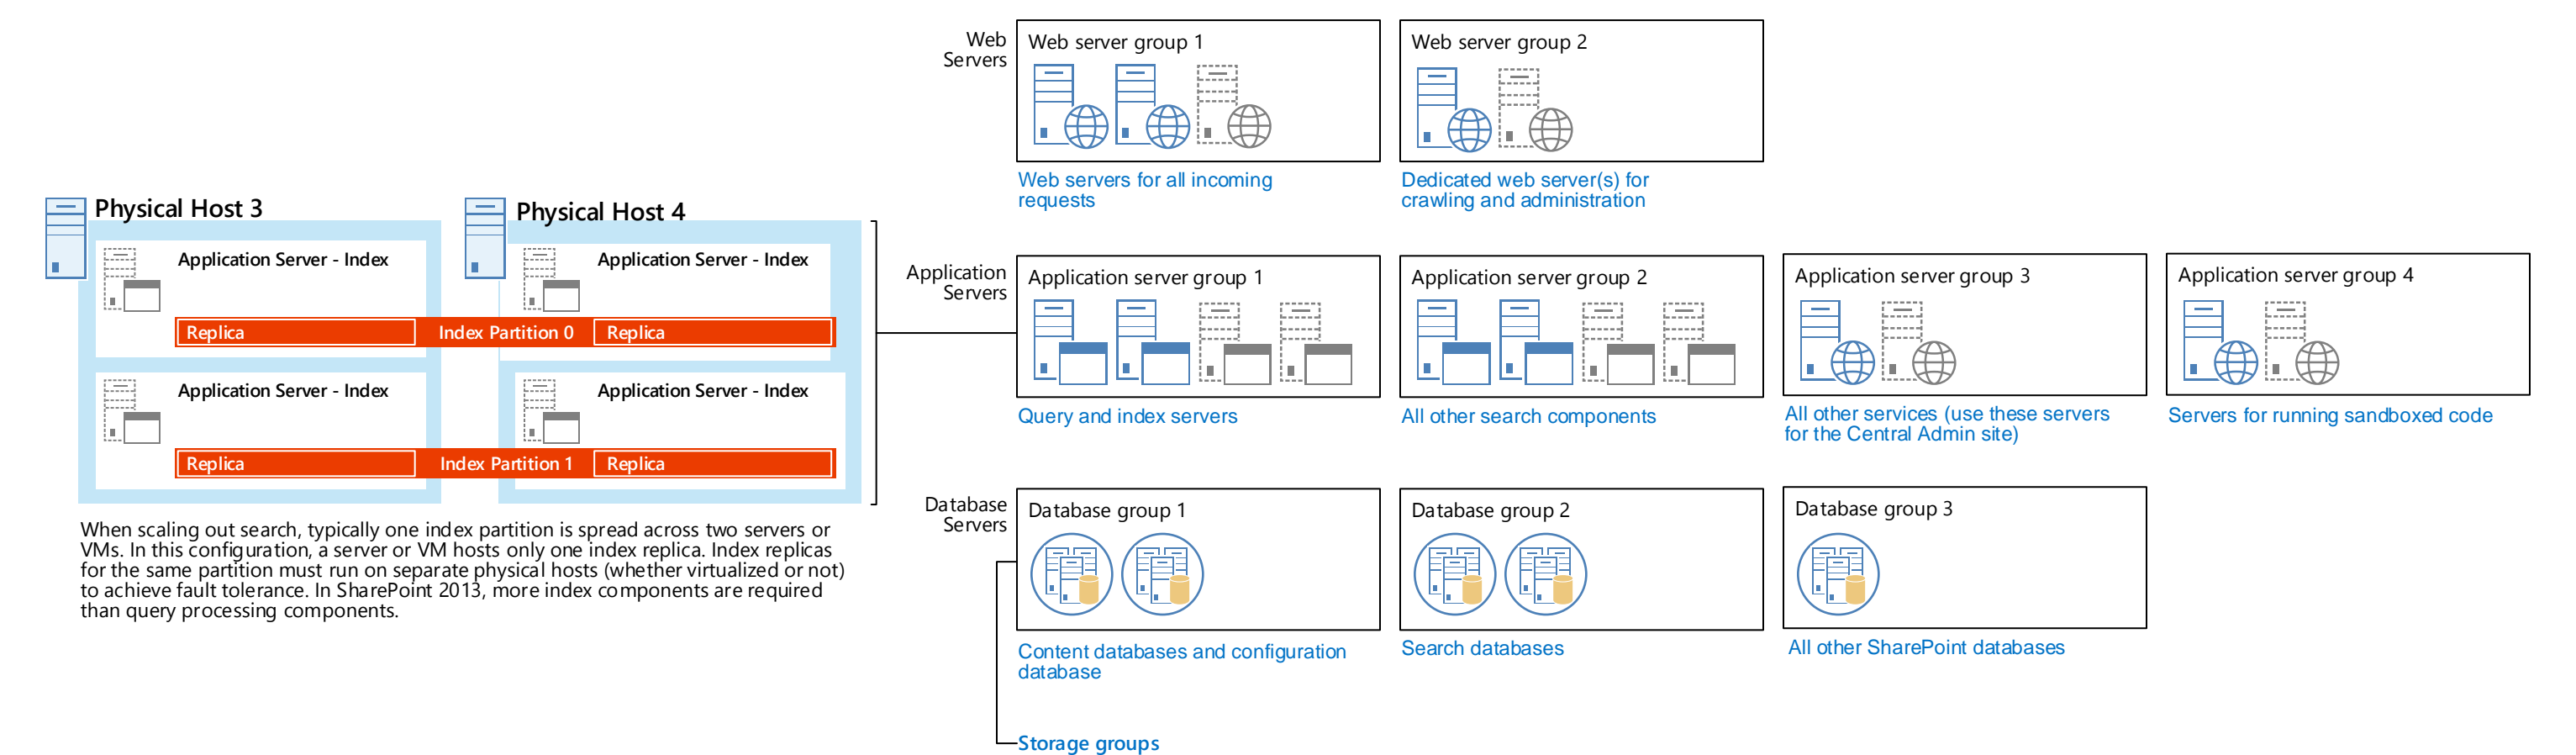 Web
Servers
Web server group 1
Web servers for all incoming
requests
Web server group 2
Dedicated web server(s) for
crawling and administration
Physical Host 3
Application Server - Index
Replica
Application Server - Index
Replica
Physical Host 4
Application Server - Index
Index Partition 0
Replica
Application Server - Index
Index Partition 1
Replica
When scaling out search, typically one index partition is spread across two servers or
VMs. In this configuration, a server or VM hosts only one index replica. Index replicas
for the same partition must run on separate physical hosts (whether virtualized or not)
to achieve fault tolerance. In SharePoint 2013, more index components are required
than query processing components.
Application
Servers
Application server group 1
Query and index servers
Application server group 2
All other search components
Application server group 3
All other services (use these servers
for the Central Admin site)
Application server group 4
Servers for running sandboxed code
Database
Servers
Database group 1
Content databases and configuration
database
Database group 2
Search databases
Database group 3
All other SharePoint databases
Storage groups